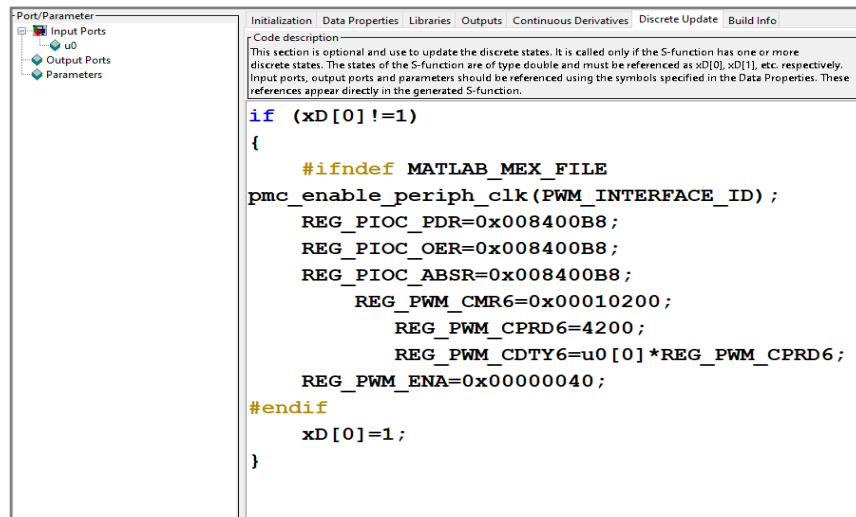 Port/Parameter
Input Ports
u0
Output Ports
Parameters
Initialization Data Properties Libraries Outputs Continuous Derivatives Discrete Update Build Info
Code description
This section is optional and use to update the discrete states. It is called only if the S-function has one or more
discrete states. The states of the S-function are of type double and must be referenced as xD[0], xD[1], etc. respectively.
Input ports, output ports and parameters should be referenced using the symbols specified in the Data Properties. These
references appear directly in the generated S-function.
if (xD[0]!=1)
{
#ifndef MATLAB_MEX_FILE
pmc_enable_periph_clk(PWM_INTERFACE_ID);
REG_PIOC_PDR=0x008400B8;
REG_PIOC_OER=0x008400B8;
REG_PIOC_ABSR=0x008400B8;
REG_PWM_CMR6=0x00010200;
REG_PWM_CPRD6=4200;
REG_PWM_CDTY6=u0[0]*REG_PWM_CPRD6;
REG_PWM_ENA=0x00000040;
#endif
xD[0]=1;
}